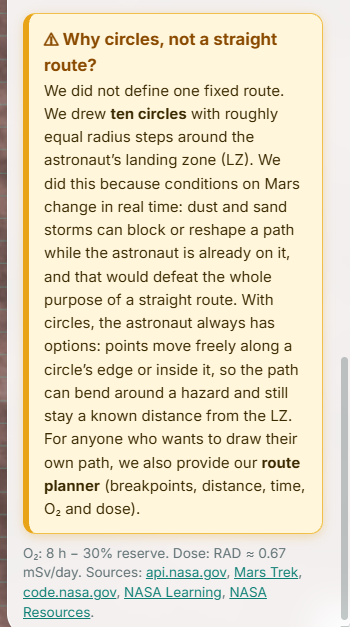 ⚠ Why circles, not a straight
route?
We did not define one fixed route.
We drew ten circles with roughly
equal radius steps around the
astronaut’s landing zone (LZ). We
did this because conditions on Mars
change in real time: dust and sand
storms can block or reshape a path
while the astronaut is already on it,
and that would defeat the whole
purpose of a straight route. With
circles, the astronaut always has
options: points move freely along a
circle’s edge or inside it, so the path
can bend around a hazard and still
stay a known distance from the LZ.
For anyone who wants to draw their
own path, we also provide our route
planner (breakpoints, distance, time,
O₂ and dose).
O₂: 8 h − 30% reserve. Dose: RAD ≈ 0.67
mSv/day. Sources: api.nasa.gov, Mars Trek,
code.nasa.gov, NASA Learning, NASA
Resources.